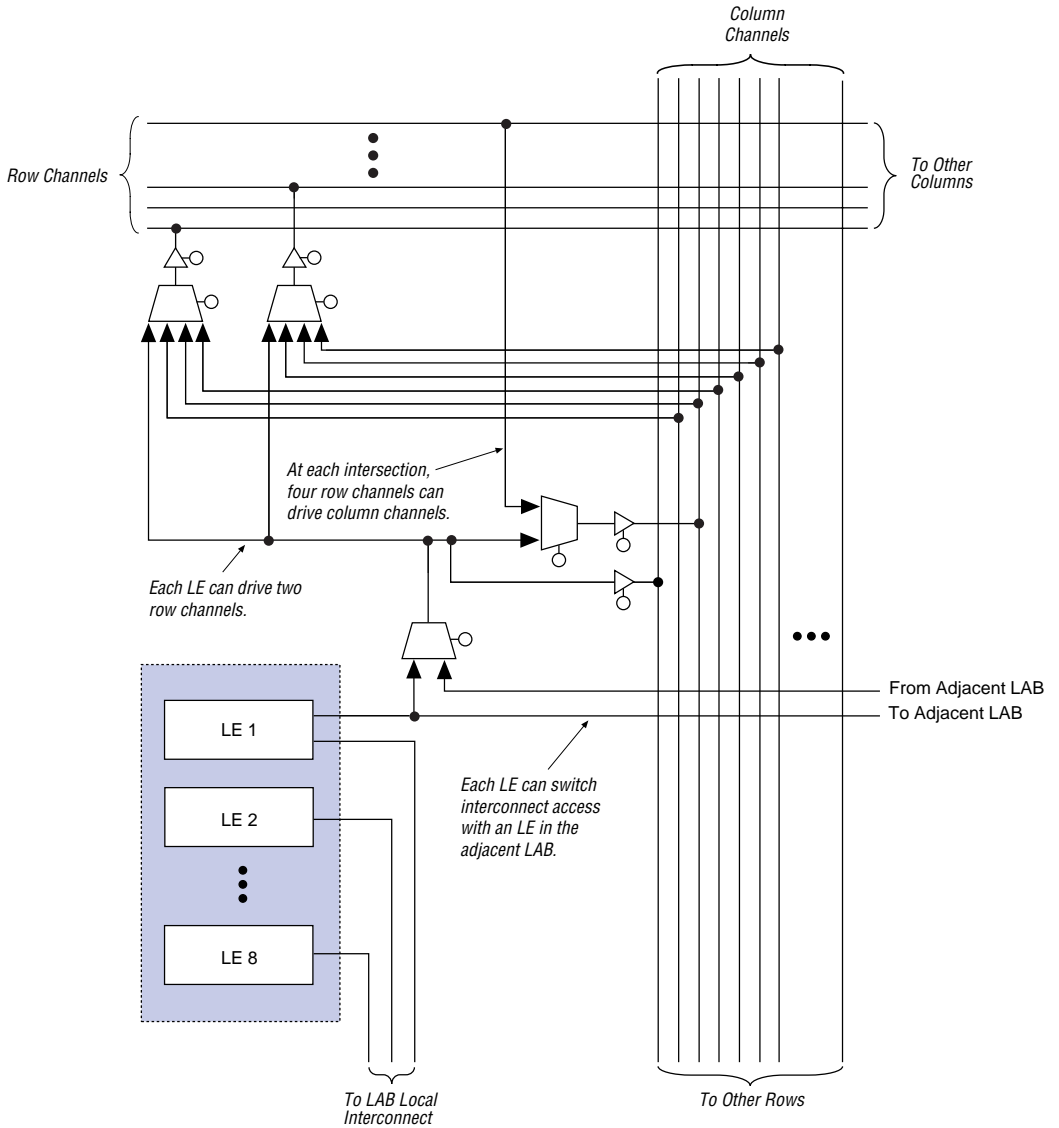 Column
Channels
Row Channels
To Other
Columns
At each intersection,
four row channels can
drive column channels.
Each LE can drive two
row channels.
From Adjacent LAB
To Adjacent LAB
LE 1
Each LE can switch
interconnect access
with an LE in the
adjacent LAB.
LE 2
LE 8
To LAB Local
Interconnect
To Other Rows